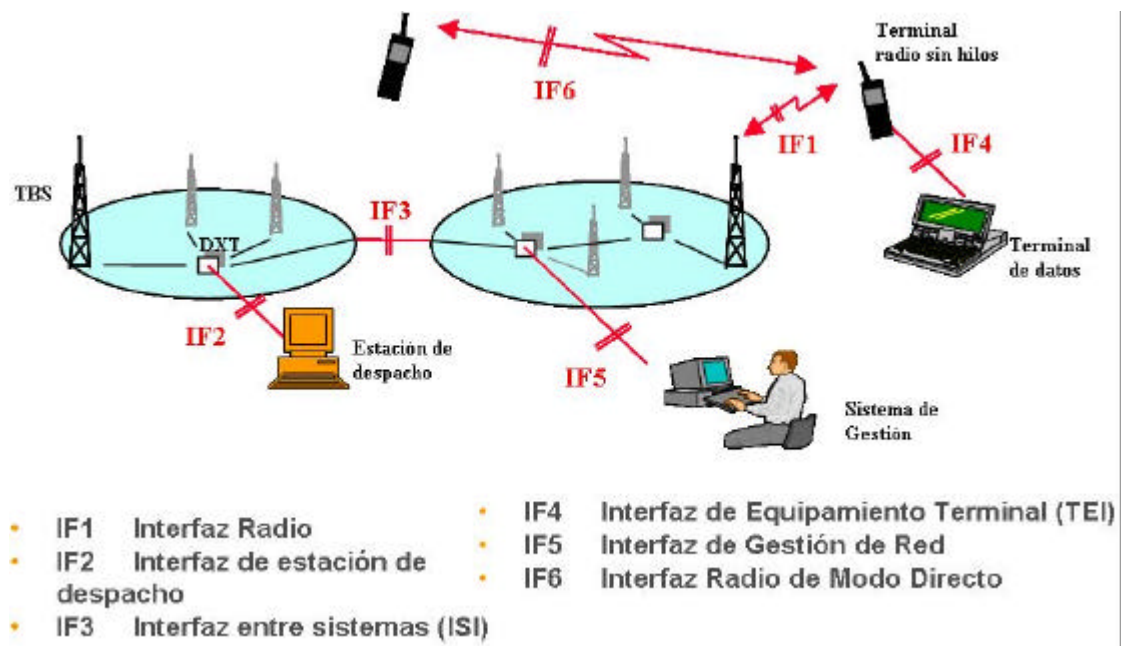 Terminal
radio sin hilos
IF6
IF1
IF4
TBS
IF3
DXT
Terminal
de datos
IF2
Estación de
despacho
IF5
Sistema de
Gestión
• IF1 Interfaz Radio
• IF2 Interfaz de estación de
despacho
• IF3 Interfaz entre sistemas (ISI)
• IF4 Interfaz de Equipamiento Terminal (TEI)
• IF5 Interfaz de Gestión de Red
• IF6 Interfaz Radio de Modo Directo